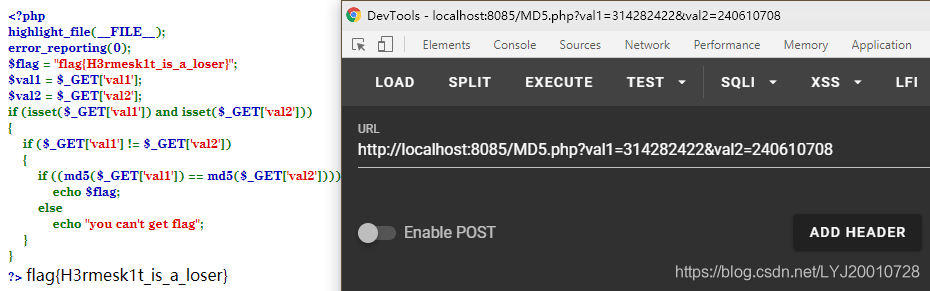 <?php
highlight_file(__FILE__);
error_reporting(0);
$flag = "flag{H3rmesk1t_is_a_loser}";
$val1 = $_GET['val1'];
$val2 = $_GET['val2'];
if (isset($_GET['val1']) and isset($_GET['val2']))
{
if ($_GET['val1'] != $_GET['val2'])
{
if ((md5($_GET['val1']) == md5($_GET['val2'])))
echo $flag;
else
echo "you can't get flag";
}
}
?> flag{H3rmesk1t_is_a_loser}
DevTools - localhost:8085/MD5.php?val1=314282422&val2=240610708
Elements Console Sources Network Performance Memory Application
LOAD SPLIT EXECUTE TEST SQLI XSS LFI
URL
http://localhost:8085/MD5.php?val1=314282422&val2=240610708
Enable POST ADD HEADER
https://blog.csdn.net/LYJ20010728